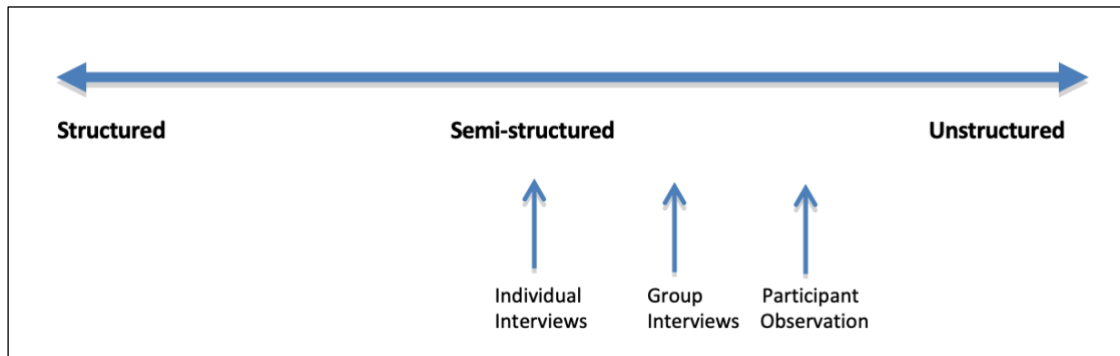 Structured Semi-structured Unstructured
Individual Interviews
Group Interviews
Participant Observation